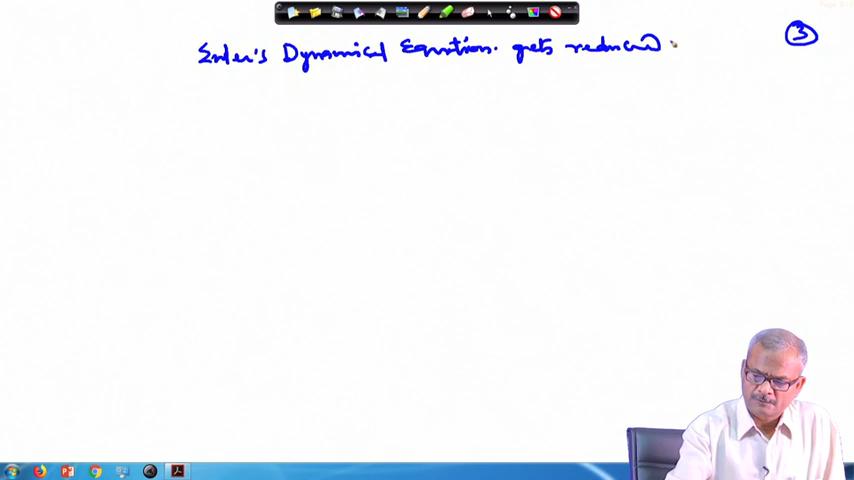 ③
Euler's Dynamical Equation. gets reduced